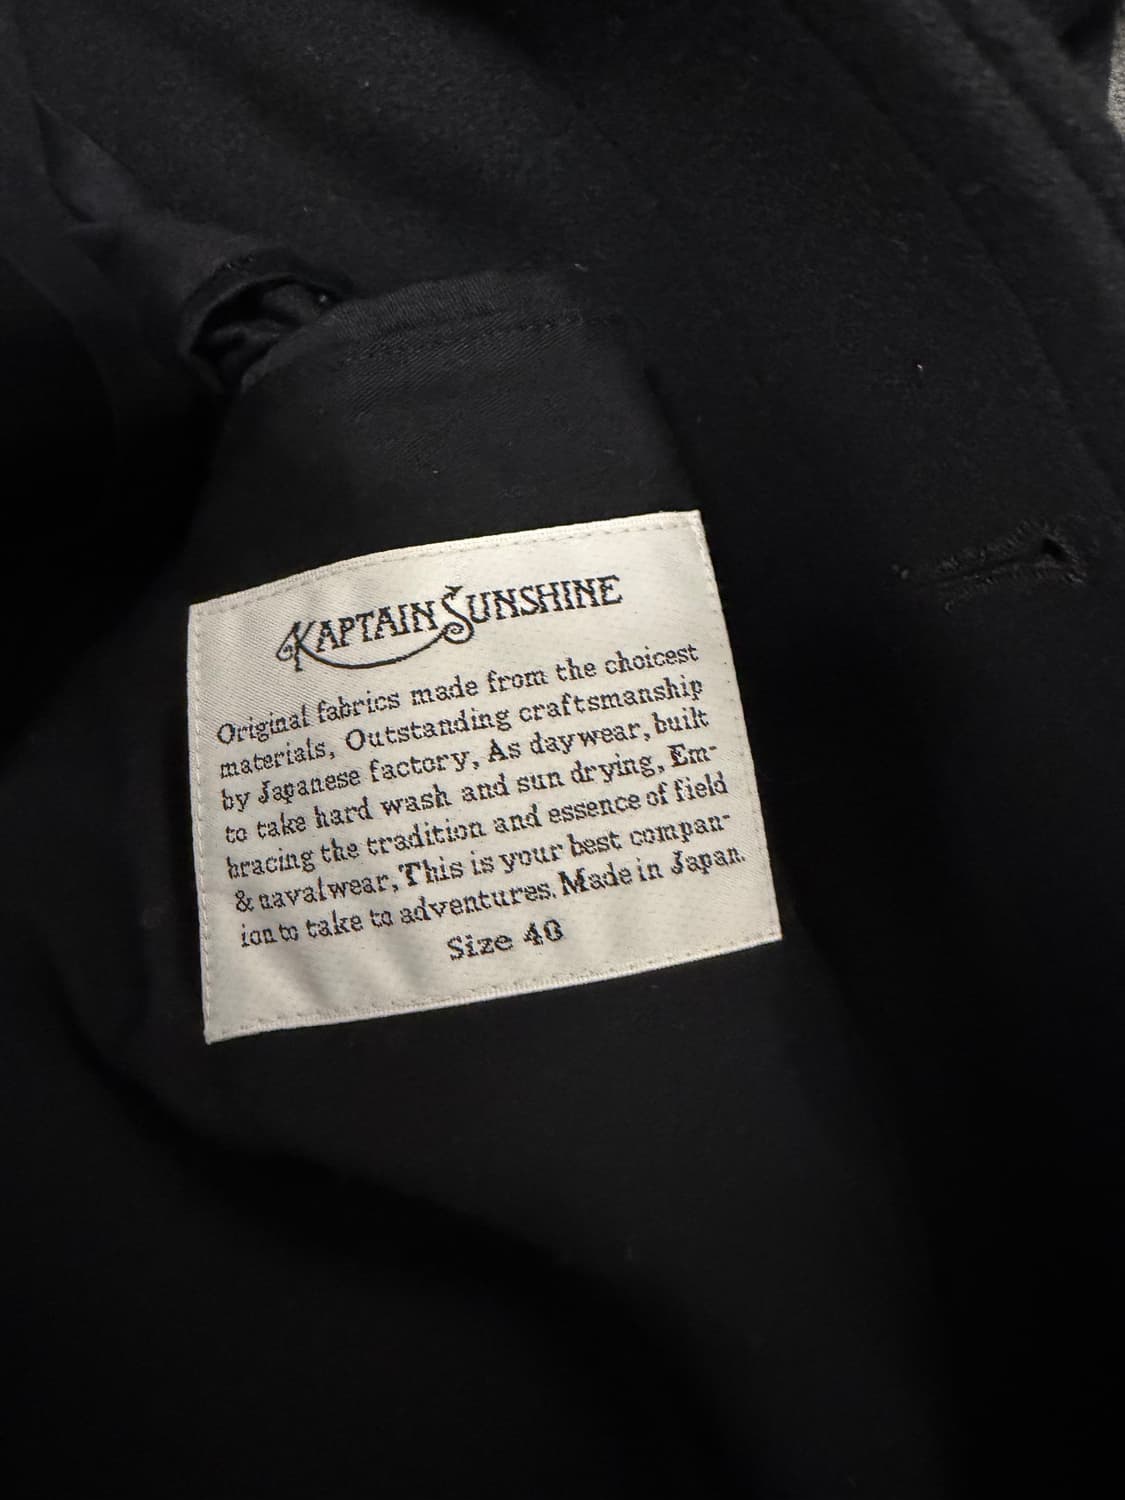 KAPTAIN SUNSHINE
Original fabrics made from the choicest
materials, Outstanding craftsmanship
by Japanese factory, As daywear, built
to take hard wash and sun drying, Em-
bracing the tradition and essence of field
& navalwear, This is your best compan-
ion to take to adventures. Made in Japan.
Size 40